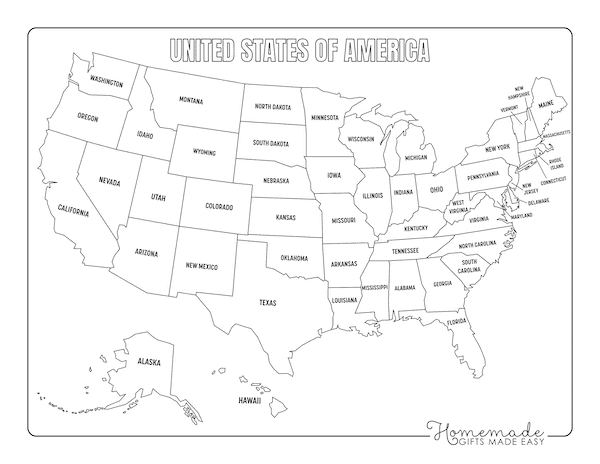 UNITED STATES OF AMERICA
WASHINGTON
MONTANA
NORTH DAKOTA
MINNESOTA
NEW
HAMPSHIRE
VERMONT
MAINE
OREGON
IDAHO
WYOMING
SOUTH DAKOTA
WISCONSIN
MICHIGAN
NEW YORK
MASSACHUSETTS
RHODE
ISLAND
CONNECTICUT
NEVADA
UTAH
COLORADO
NEBRASKA
IOWA
ILLINOIS
INDIANA
OHIO
PENNSYLVANIA
NEW
JERSEY
DELAWARE
MARYLAND
CALIFORNIA
KANSAS
MISSOURI
KENTUCKY
WEST
VIRGINIA
VIRGINIA
ARIZONA
NEW MEXICO
OKLAHOMA
ARKANSAS
TENNESSEE
NORTH CAROLINA
SOUTH
CAROLINA
TEXAS
LOUISIANA
MISSISSIPPI
ALABAMA
GEORGIA
FLORIDA
ALASKA
HAWAII
Homemade
GIFTS MADE EASY